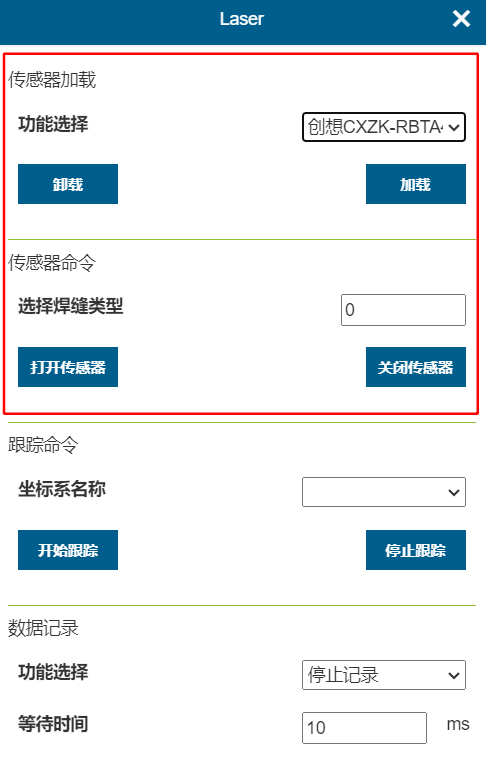 Laser
传感器加载
功能选择 创想CXZK-RBTA4
卸载 加载
传感器命令
选择焊缝类型 0
打开传感器 关闭传感器
跟踪命令
坐标系名称
开始跟踪 停止跟踪
数据记录
功能选择 停止记录
等待时间 10 ms